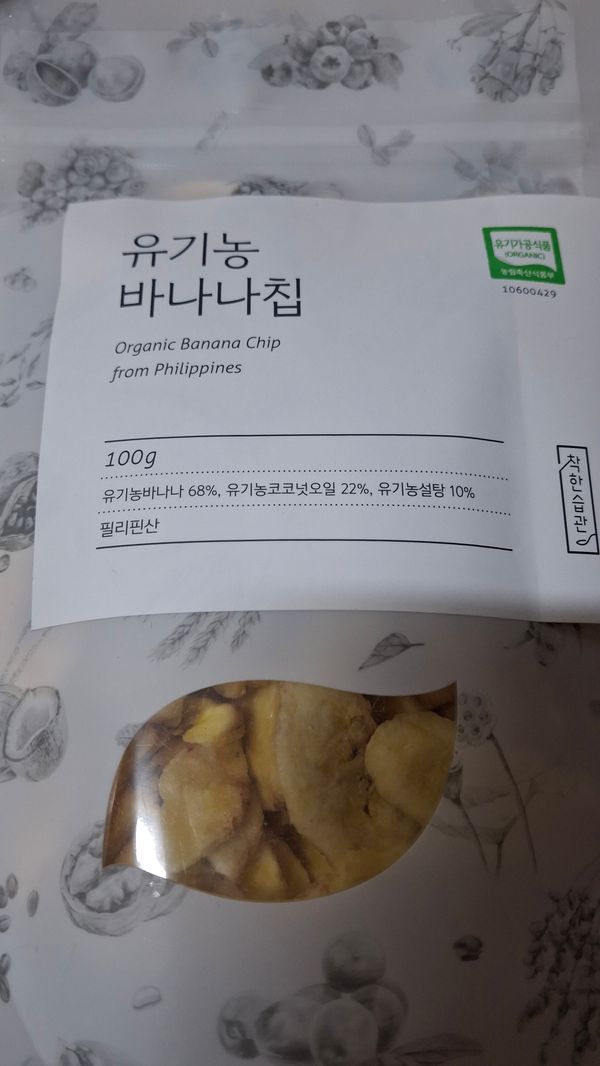 유기농
바나나칩
Organic Banana Chip
from Philippines
유기가공식품
(ORGANIC)
농림축산식품부
10600429
100g
유기농바나나 68%, 유기농코코넛오일 22%, 유기농설탕 10%
필리핀산
착한습관